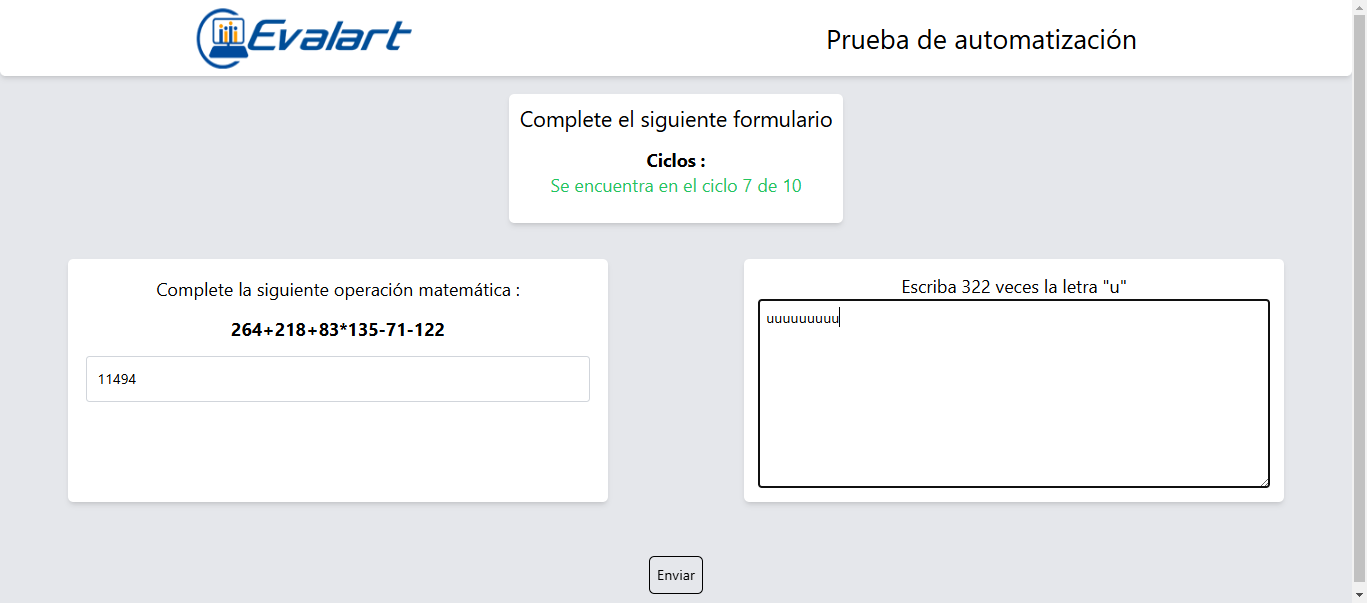 Evalart
Prueba de automatización
Complete el siguiente formulario
Ciclos :
Se encuentra en el ciclo 7 de 10
Complete la siguiente operación matemática :
264+218+83*135-71-122
11494
Escriba 322 veces la letra "u"
uuuuuuuuu
Enviar